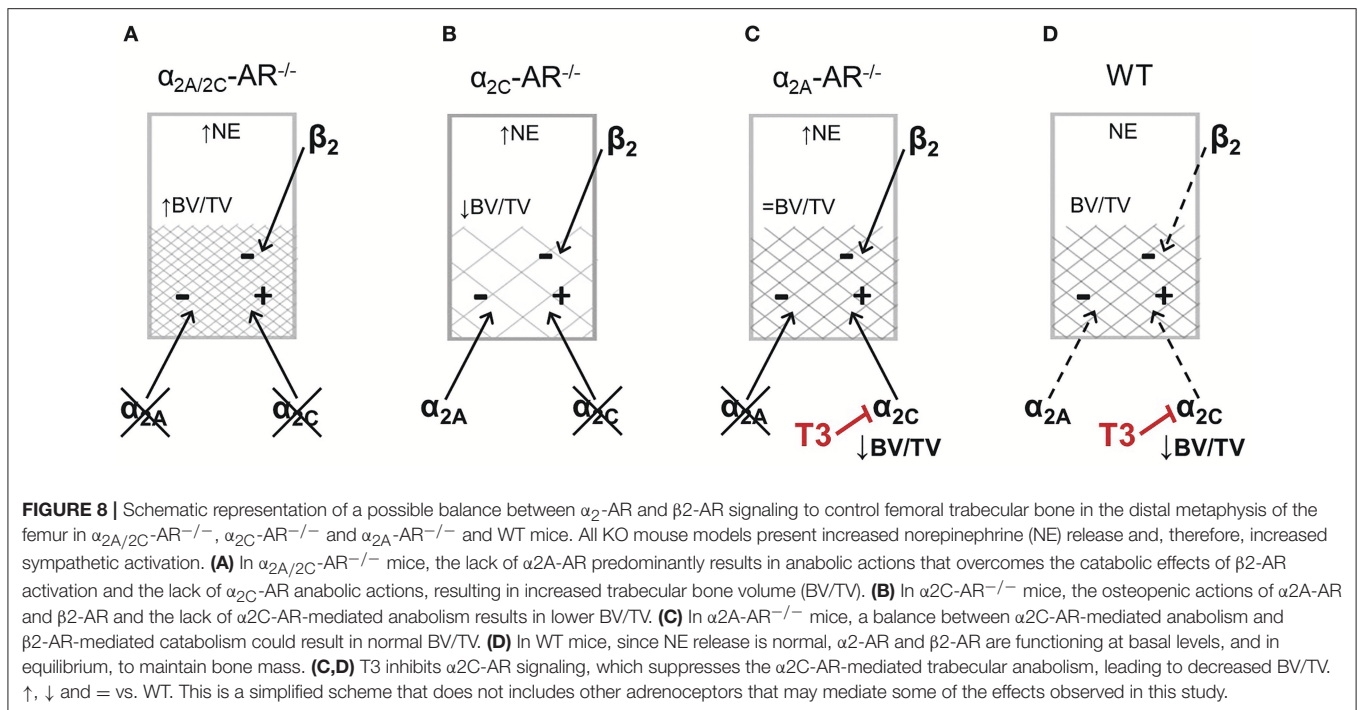 A
B
C
D
α2A/2C-AR-/-
α2C-AR-/-
α2A-AR-/-
WT
↑NE
β2
↑NE
β2
↑NE
β2
NE
β2
↑BV/TV
↓BV/TV
=BV/TV
BV/TV
-
-
-
-
- +
- +
- +
- +
α2A
α2C
α2A
α2C
α2A
α2C
α2A
α2C
T3
T3
↓BV/TV
↓BV/TV
FIGURE 8 | Schematic representation of a possible balance between α2-AR and β2-AR signaling to control femoral trabecular bone in the distal metaphysis of the
femur in α2A/2C-AR−/−, α2C-AR−/− and α2A-AR−/− and WT mice. All KO mouse models present increased norepinephrine (NE) release and, therefore, increased
sympathetic activation. (A) In α2A/2C-AR−/− mice, the lack of α2A-AR predominantly results in anabolic actions that overcomes the catabolic effects of β2-AR
activation and the lack of α2C-AR anabolic actions, resulting in increased trabecular bone volume (BV/TV). (B) In α2C-AR−/− mice, the osteopenic actions of α2A-AR
and β2-AR and the lack of α2C-AR-mediated anabolism results in lower BV/TV. (C) In α2A-AR−/− mice, a balance between α2C-AR-mediated anabolism and
β2-AR-mediated catabolism could result in normal BV/TV. (D) In WT mice, since NE release is normal, α2-AR and β2-AR are functioning at basal levels, and in
equilibrium, to maintain bone mass. (C,D) T3 inhibits α2C-AR signaling, which suppresses the α2C-AR-mediated trabecular anabolism, leading to decreased BV/TV.
↑, ↓ and = vs. WT. This is a simplified scheme that does not includes other adrenoceptors that may mediate some of the effects observed in this study.